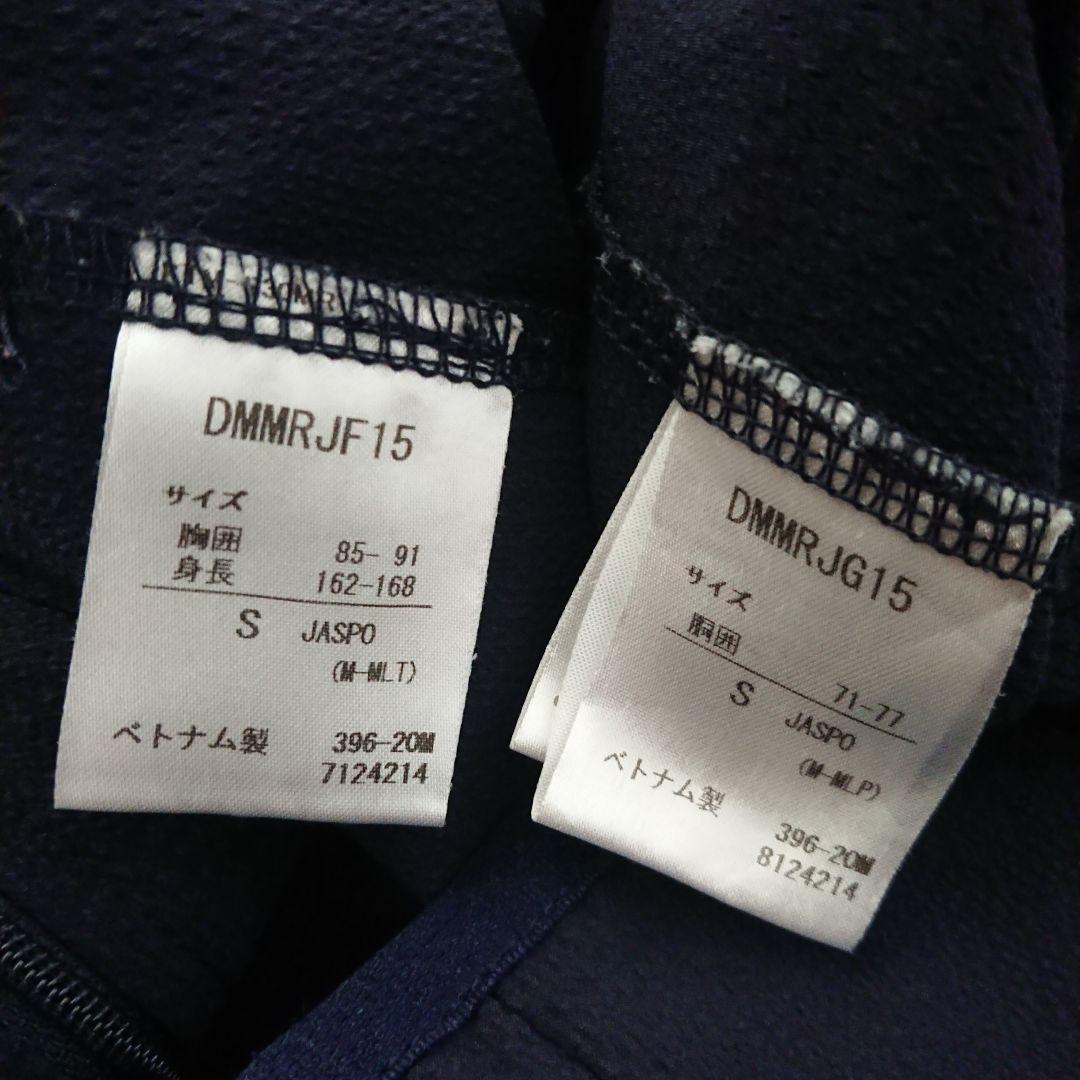 DMMRJF15
サイズ
胸囲 85- 91
身長 162-168
S JASPO
(M-MLT)
ベトナム製 396-20M
7124214
DMMRJG15
サイズ
胴囲 71-77
S JASPO
(M-MLP)
ベトナム製 396-20M
8124214